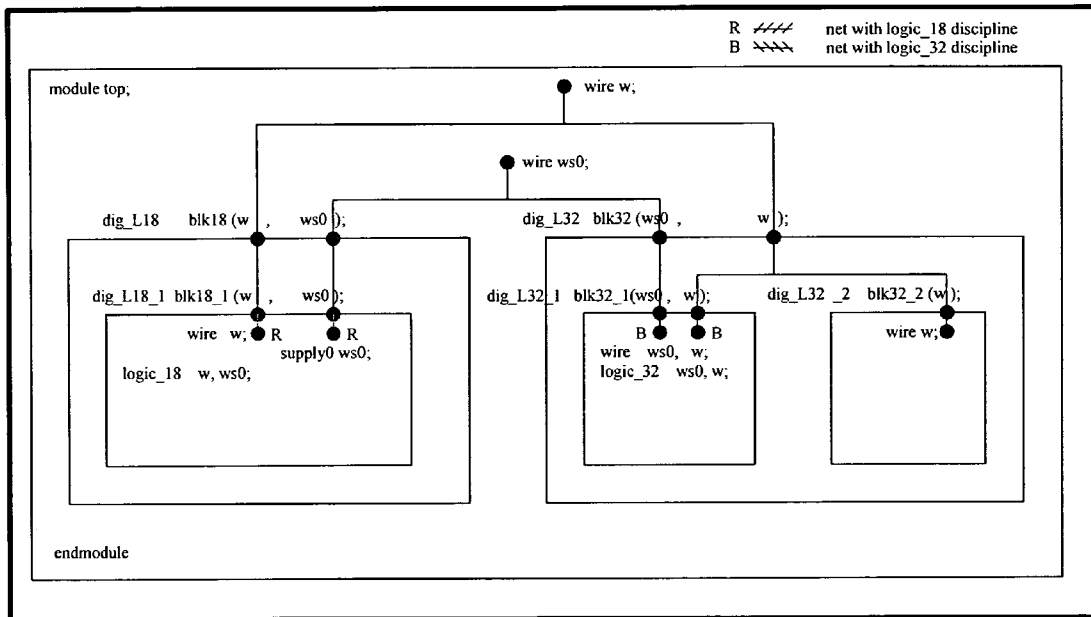 R net with logic_18 discipline
B net with logic_32 discipline
module top;
wire w;
wire ws0;
dig_L18 blk18 (w , ws0 );
dig_L32 blk32 (ws0 , w );
dig_L18_1 blk18_1 (w , ws0);
dig_L32_1 blk32_1(ws0 , w);
dig_L32 _2 blk32_2 (w);
wire w; R R
supply0 ws0;
logic_18 w, ws0;
B B
wire ws0, w;
logic_32 ws0, w;
wire w;
endmodule